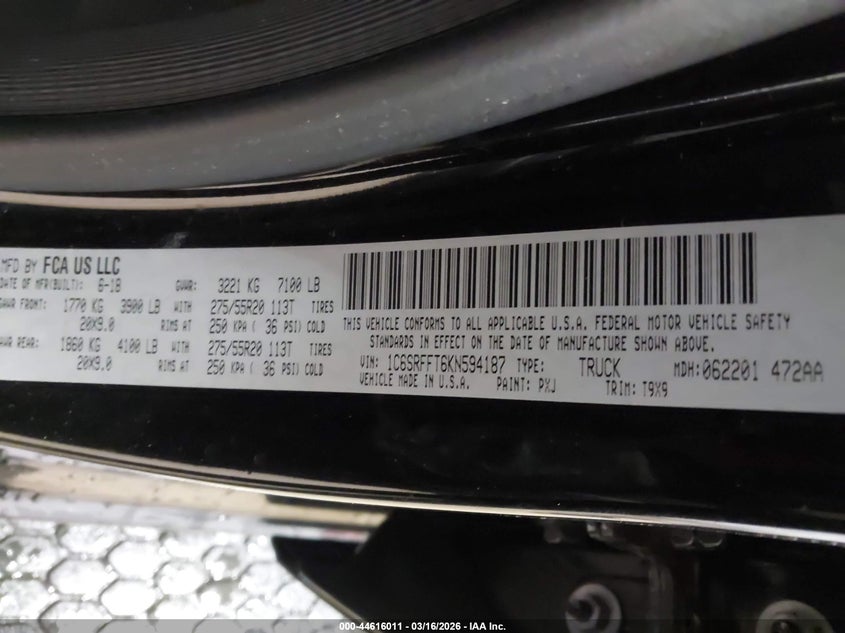 MFD BY FCA US LLC
DATE OF MFR(BUILT): 6-18 GVWR: 3221 KG 7100 LB
GAWR FRONT: 1770 KG 3900 LB WITH 275/55R20 113T TIRES
20X9.0 RIMS AT 250 KPA ( 36 PSI) COLD
GAWR REAR: 1860 KG 4100 LB WITH 275/55R20 113T TIRES
20X9.0 RIMS AT 250 KPA ( 36 PSI) COLD
THIS VEHICLE CONFORMS TO ALL APPLICABLE U.S.A. FEDERAL MOTOR VEHICLE SAFETY
STANDARDS IN EFFECT ON THE DATE OF MANUFACTURE SHOWN ABOVE.
VIN: 1C6SRFFT6KN594187 TYPE: TRUCK MDH: 062201 472AA
VEHICLE MADE IN U.S.A. PAINT: PXJ TRIM: T9X9
000-44616011 - 03/16/2026 - IAA Inc.